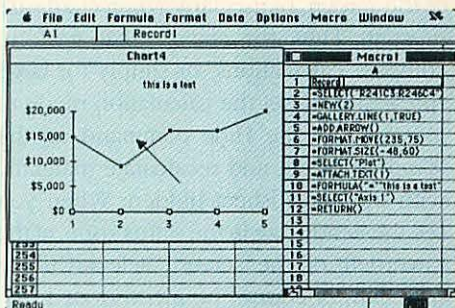 File Edit Formula Format Data Options Macro Window
A1 Record1
Chart4
this is a test
$20,000
$15,000
$10,000
$5,000
$0
1 2 3 4 5
253
254
255
256
257
Macro1
A
1 Record1
2 =SELECT("R241C3:R246C4")
3 =NEW(2)
4 =GALLERY.LINE(1,TRUE)
5 =ADD.ARROW()
6 =FORMAT.MOVE(235,75)
7 =FORMAT.SIZE(-48,60)
8 =SELECT("Plot")
9 =ATTACH.TEXT(1)
10 =FORMULA("=""this is a test"
11 =SELECT("Axis 1")
12 =RETURN()
13
14
15
16
17
18
Ready